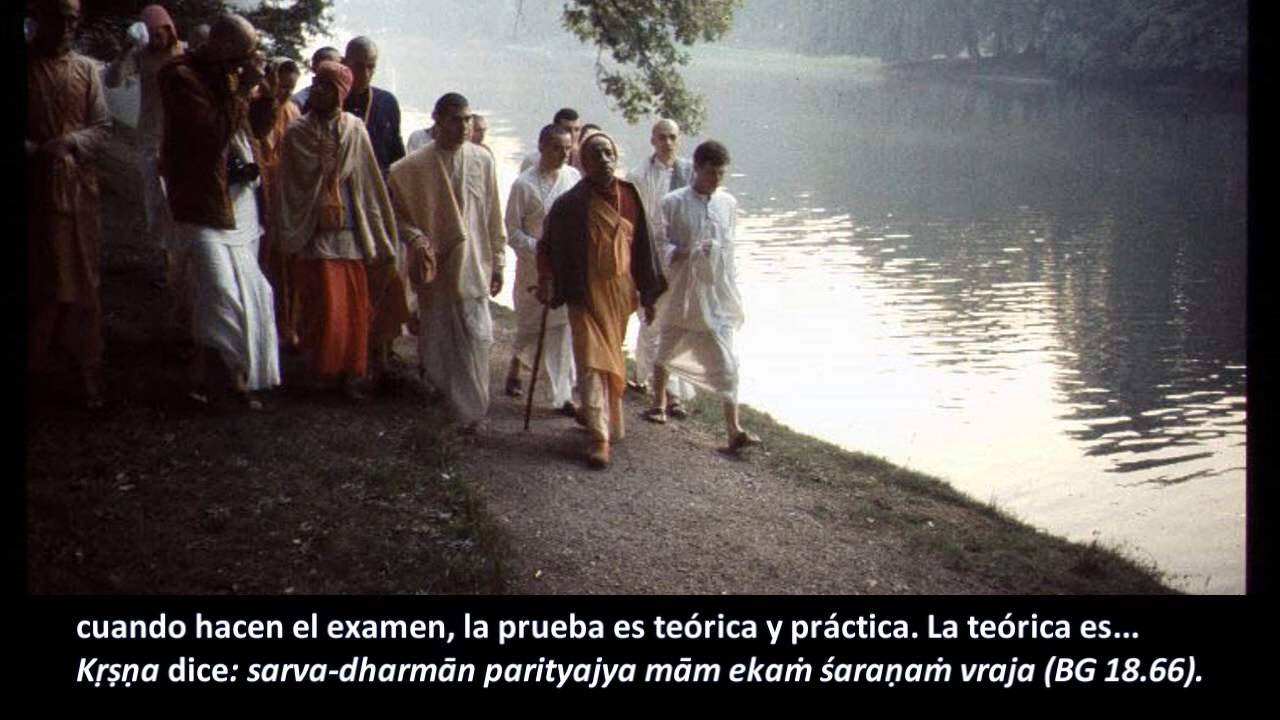 cuando hacen el examen, la prueba es teórica y práctica. La teórica es...
Kṛṣṇa dice: sarva-dharmān parityajya mām ekaṁ śaraṇaṁ vraja (BG 18.66).